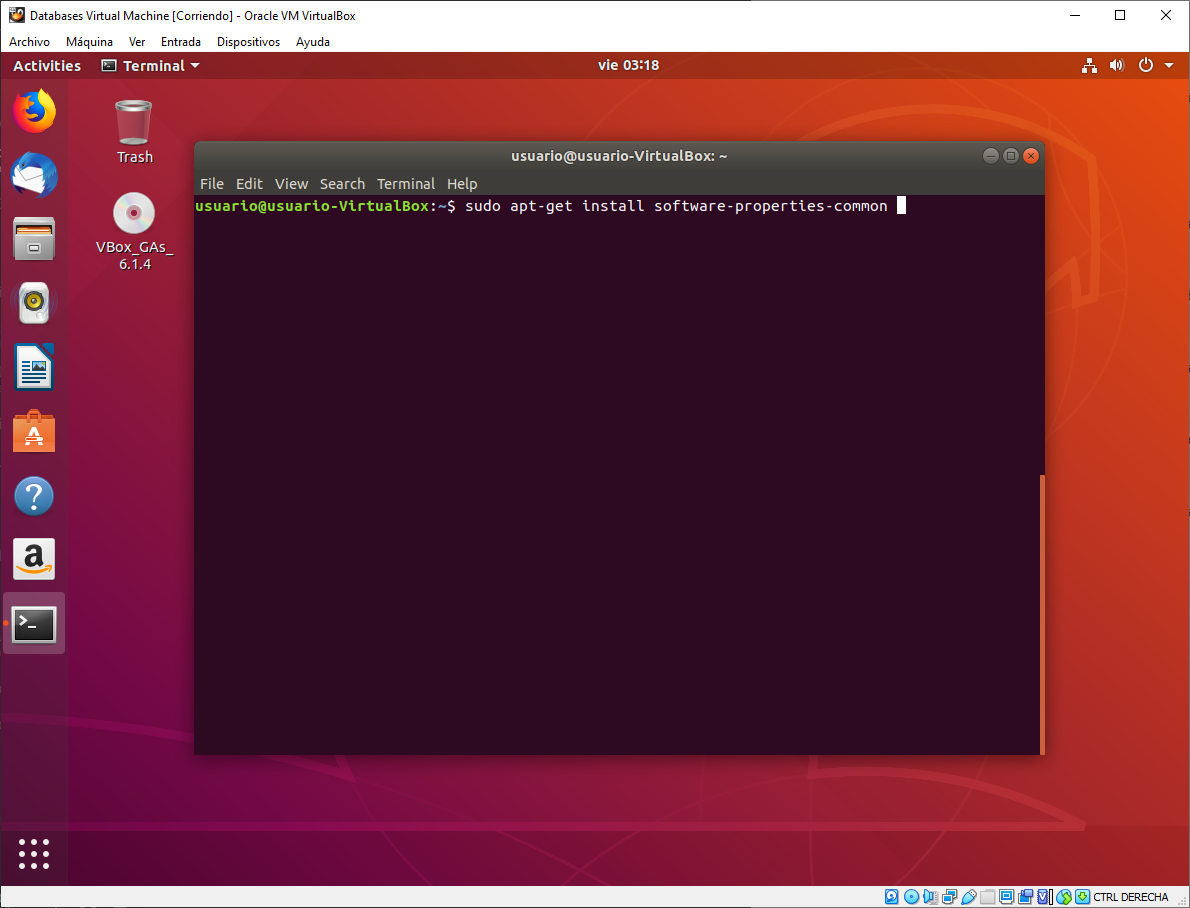 Databases Virtual Machine [Corriendo] - Oracle VM VirtualBox
Archivo Máquina Ver Entrada Dispositivos Ayuda
Activities Terminal vie 03:18
Trash
VBox_GAs_
6.1.4
usuario@usuario-VirtualBox: ~
File Edit View Search Terminal Help
usuario@usuario-VirtualBox:~$ sudo apt-get install software-properties-common
CTRL DERECHA